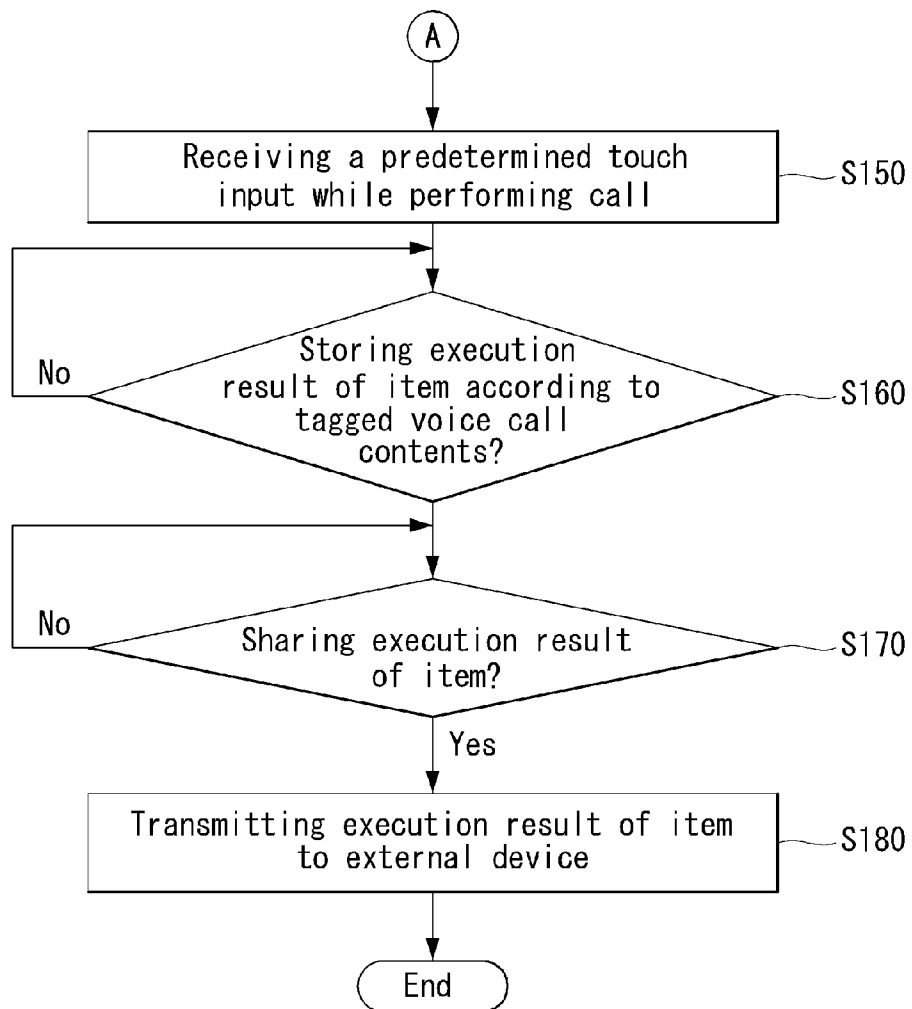 A
Receiving a predetermined touch
input while performing call
S150
No
Storing execution
result of item according to
tagged voice call
contents?
S160
No
Sharing execution result
of item?
S170
Yes
Transmitting execution result of item
to external device
S180
End